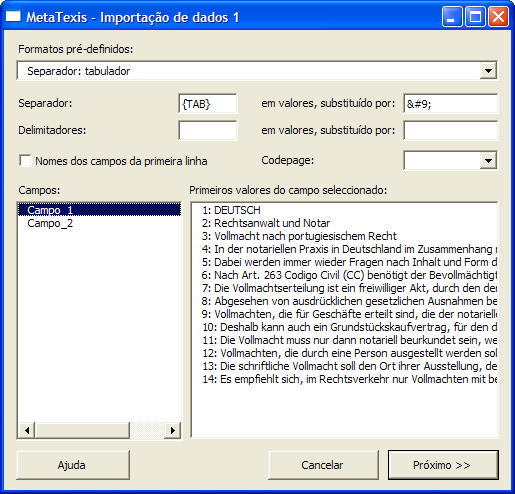 MetaTexis - Importação de dados 1
Formatos pré-definidos:
Separador: tabulador
Separador: {TAB} em valores, substituído por: &#9;
Delimitadores: em valores, substituído por:
Nomes dos campos da primeira linha Codepage:
Campos: Primeiros valores do campo seleccionado:
Campo_1
Campo_2
1: DEUTSCH
2: Rechtsanwalt und Notar
3: Vollmacht nach portugiesischem Recht
4: In der notariellen Praxis in Deutschland im Zusammenhang
5: Dabei werden immer wieder Fragen nach Inhalt und Form d
6: Nach Art. 263 Codigo Civil (CC) benötigt der Bevollmächtigt
7: Die Vollmachtserteilung ist ein freiwilliger Akt, durch den der
8: Abgesehen von ausdrücklichen gesetzlichen Ausnahmen be
9: Vollmachten, die für Geschäfte erteilt sind, die der notarielle
10: Deshalb kann auch ein Grundstückskaufvertrag, für den d
11: Die Vollmacht muss nur dann notariell beurkundet sein, we
12: Vollmachten, die durch eine Person ausgestellt werden sol
13: Die schriftliche Vollmacht soll den Ort ihrer Ausstellung, de
14: Es empfiehlt sich, im Rechtsverkehr nur Vollmachten mit be
Ajuda Cancelar Próximo >>